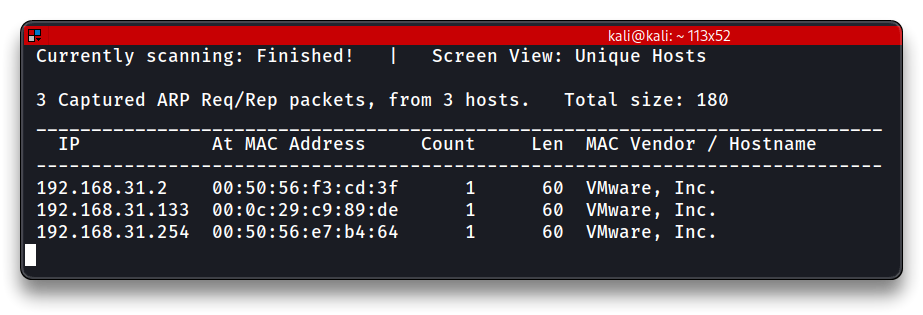 kali@kali: ~ 113x52
Currently scanning: Finished!   |   Screen View: Unique Hosts
3 Captured ARP Req/Rep packets, from 3 hosts.   Total size: 180
_____________________________________________________________________________
  IP            At MAC Address     Count     Len  MAC Vendor / Hostname
-----------------------------------------------------------------------------
192.168.31.2    00:50:56:f3:cd:3f      1      60  VMware, Inc.
192.168.31.133  00:0c:29:c9:89:de      1      60  VMware, Inc.
192.168.31.254  00:50:56:e7:b4:64      1      60  VMware, Inc.